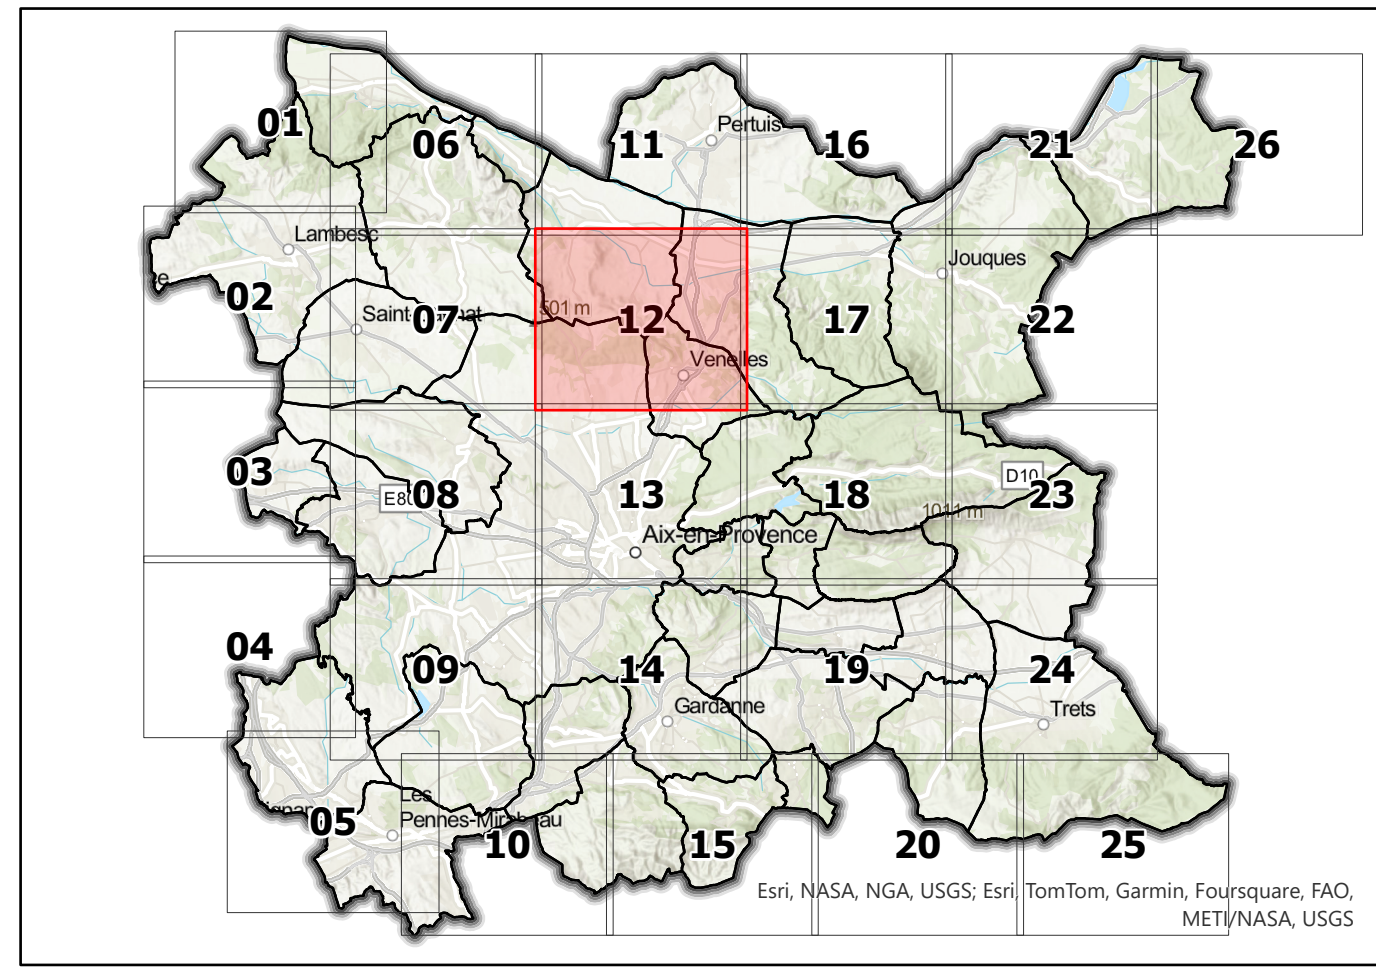 01
06
11
Pertuis
16
21
26
Lambesc
Jouques
02
07
501 m
12
17
22
Venelles
03
E80
08
13
18
D10
23
1011 m
Aix-en-Provence
04
09
14
19
24
Gardanne
Trets
05
Les
Pennes-Mirabeau
10
15
20
25
Esri, NASA, NGA, USGS; Esri, TomTom, Garmin, Foursquare, FAO,
METI/NASA, USGS